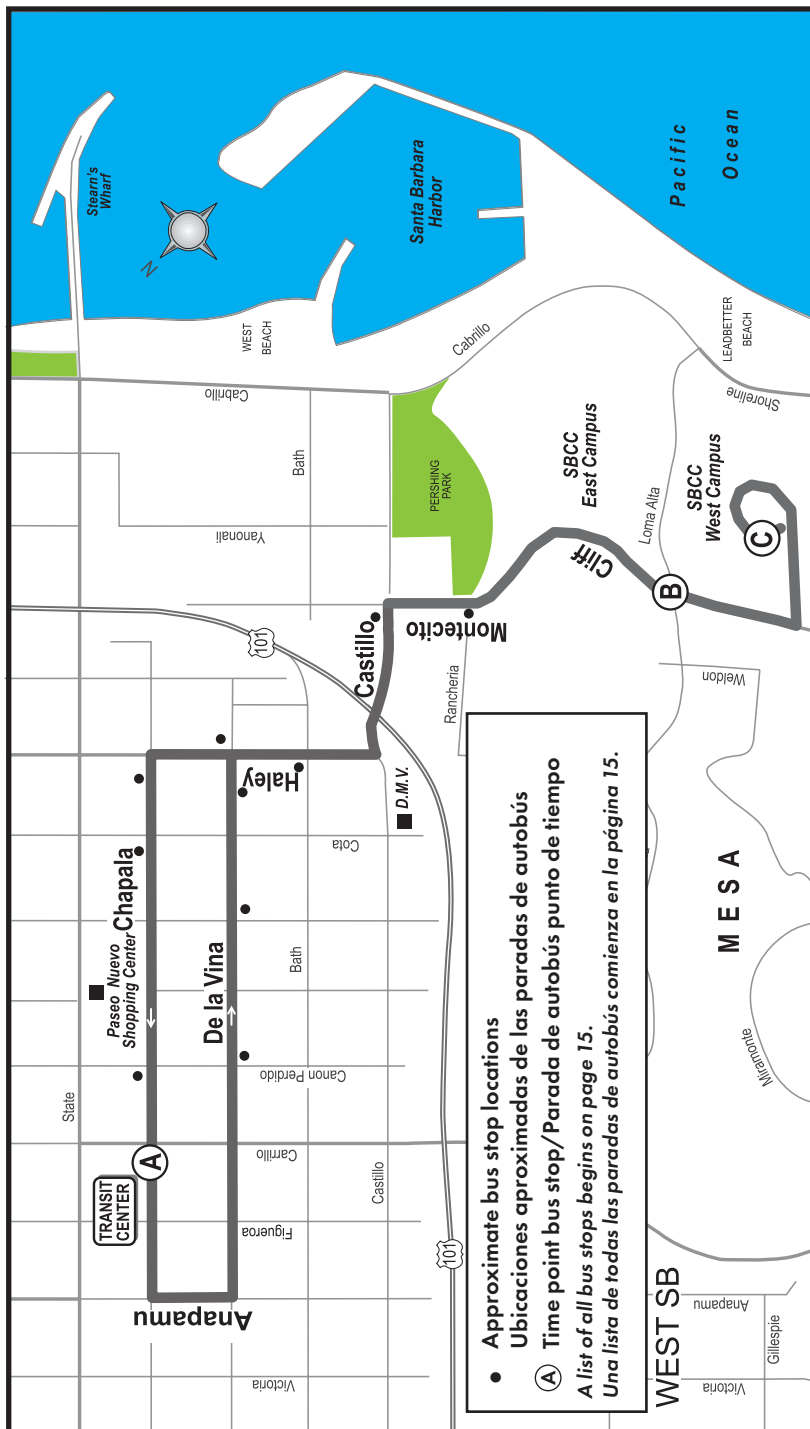 Stearn's
Wharf
N
Santa Barbara
Harbor
Pacific
Ocean
WEST
BEACH
Cabrillo
Cabrillo
LEADBETTER
BEACH
Shoreline
Bath
Yanonali
PERSHING
PARK
SBCC
East Campus
Loma Alta
SBCC
West Campus
C
Cliff
B
101
Castillo
Montecito
Rancheria
Weldon
Haley
D.M.V.
Cota
Paseo Nuevo
Shopping Center
Chapala
De la Vina
Bath
Canon Perdido
State
A
TRANSIT
CENTER
Carrillo
Figueroa
Castillo
101
Anapamu
Victoria
MESA
Miramonte
• Approximate bus stop locations
Ubicaciones aproximadas de las paradas de autobús
A Time point bus stop/Parada de autobús punto de tiempo
A list of all bus stops begins on page 15.
Una lista de todas las paradas de autobús comienza en la página 15.
WEST SB
Anapamu
Gillespie
Victoria